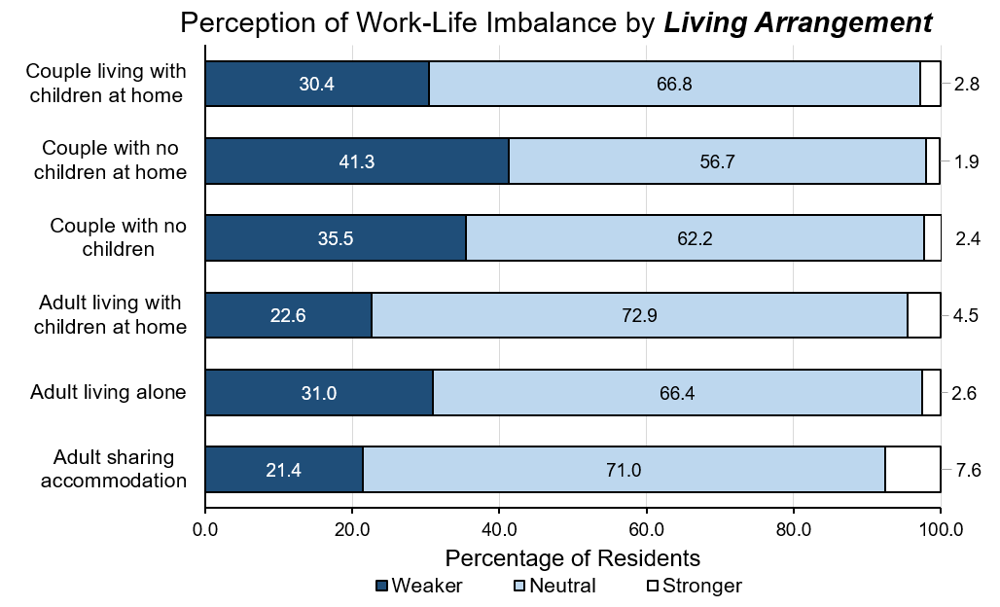 Perception of Work-Life Imbalance by Living Arrangement
Couple living with
children at home
30.4
66.8
2.8
Couple with no
children at home
41.3
56.7
1.9
Couple with no
children
35.5
62.2
2.4
Adult living with
children at home
22.6
72.9
4.5
Adult living alone
31.0
66.4
2.6
Adult sharing
accommodation
21.4
71.0
7.6
0.0 20.0 40.0 60.0 80.0 100.0
Percentage of Residents
Weaker Neutral Stronger